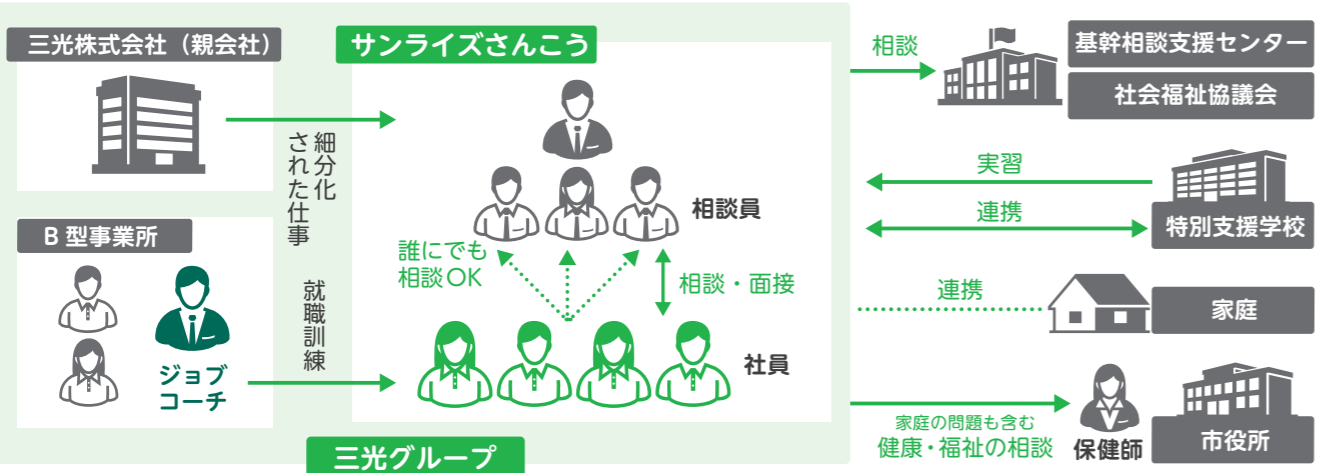 三光株式会社（親会社）
サンライズさんこう
細分化
された仕事
B型事業所
ジョブ
コーチ
就職訓練
相談員
誰にでも
相談OK
相談・面接
社員
三光グループ
相談
基幹相談支援センター
社会福祉協議会
実習
連携
特別支援学校
連携
家庭
家庭の問題も含む
健康・福祉の相談
保健師
市役所